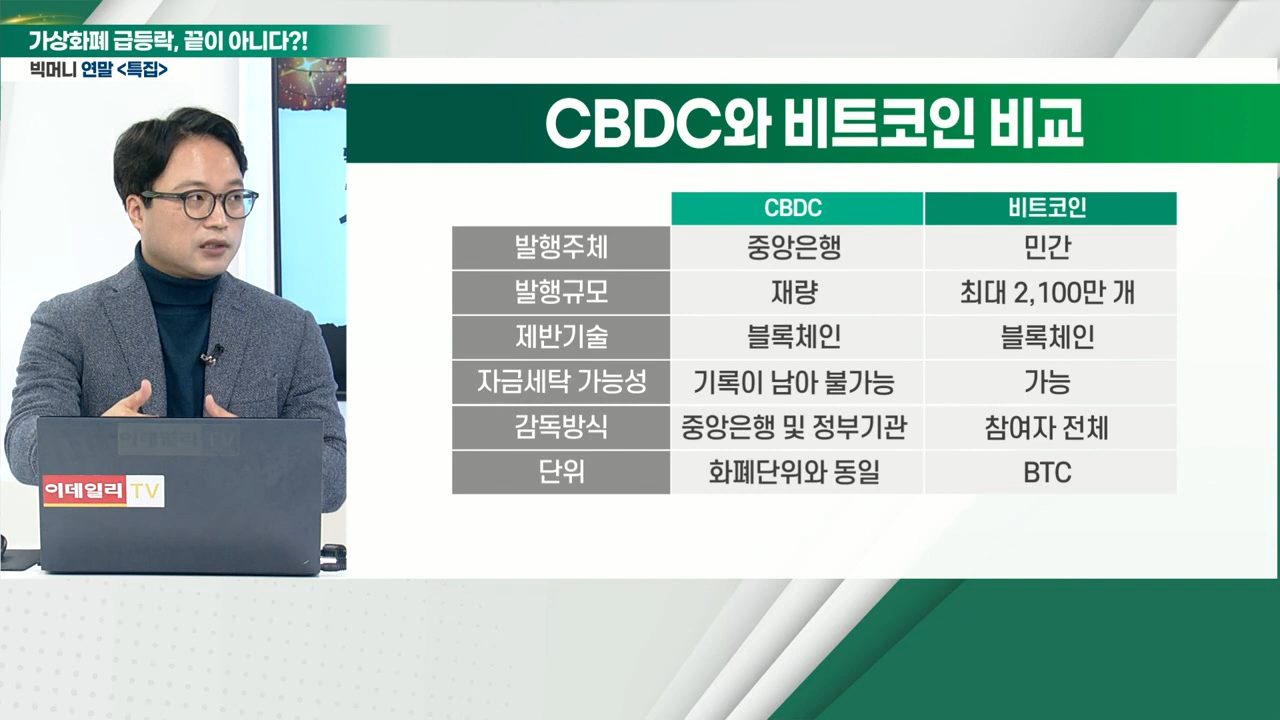 가상화폐 급등락, 끝이 아니다?!
빅머니 연말 <특집>
CBDC와 비트코인 비교
CBDC 비트코인
발행주체 중앙은행 민간
발행규모 재량 최대 2,100만 개
제반기술 블록체인 블록체인
자금세탁 가능성 기록이 남아 불가능 가능
감독방식 중앙은행 및 정부기관 참여자 전체
단위 화폐단위와 동일 BTC
이데일리 TV
이데일리 TV